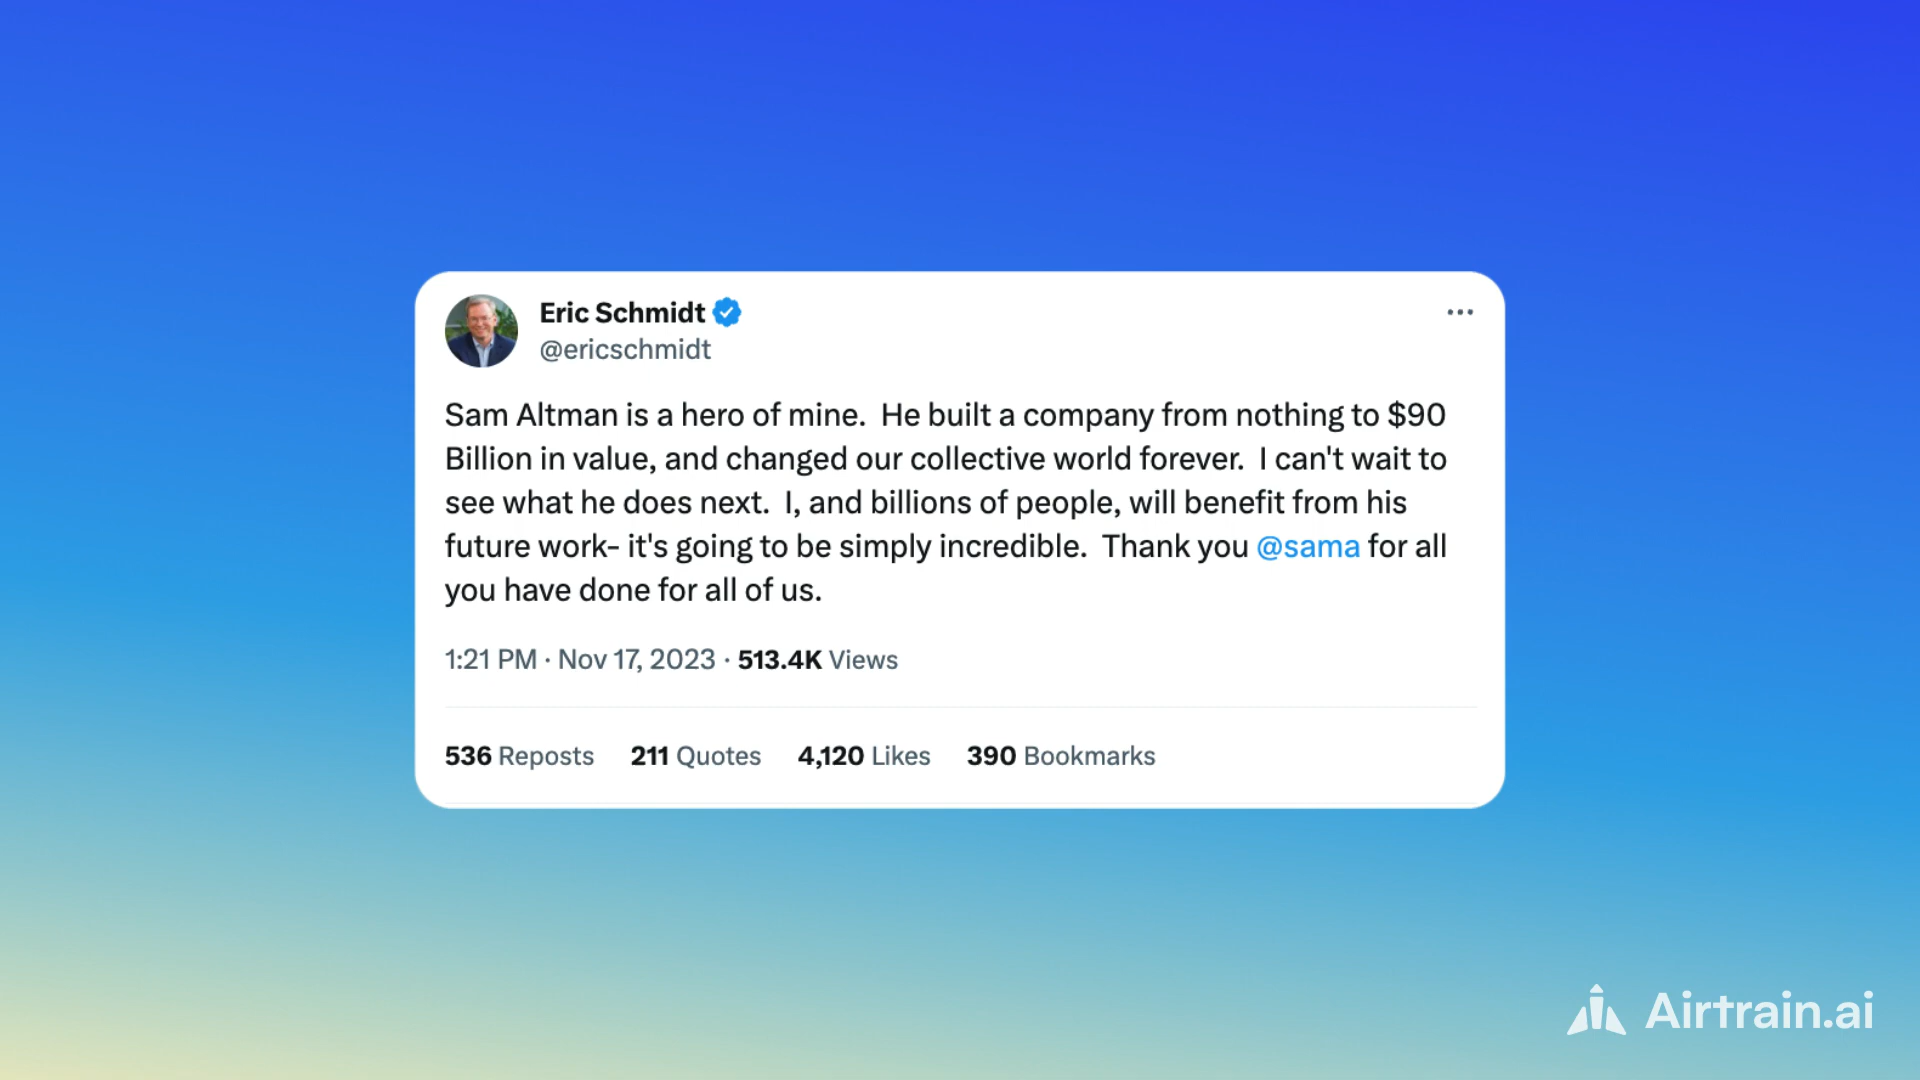 Eric Schmidt
@ericschmidt
Sam Altman is a hero of mine.  He built a company from nothing to $90
Billion in value, and changed our collective world forever.  I can't wait to
see what he does next.  I, and billions of people, will benefit from his
future work- it's going to be simply incredible.  Thank you @sama for all
you have done for all of us.
1:21 PM · Nov 17, 2023 · 513.4K Views
536 Reposts 211 Quotes 4,120 Likes 390 Bookmarks
Airtrain.ai